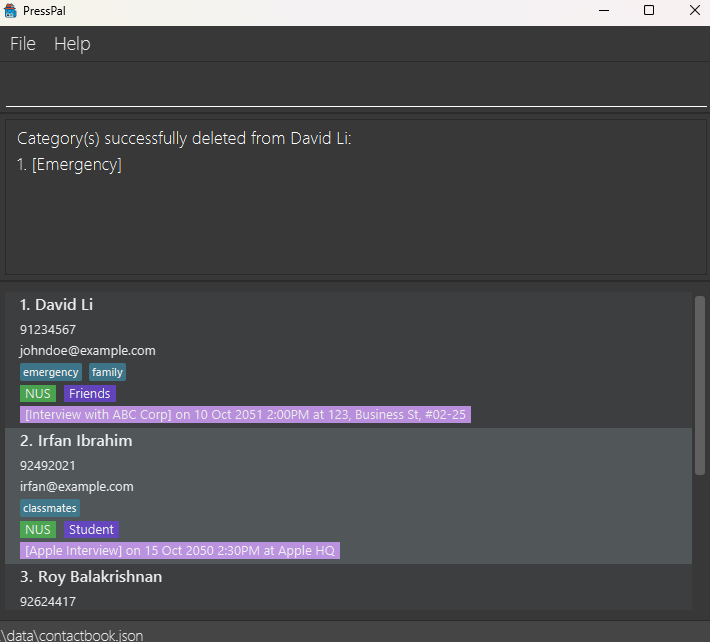 PressPal
File Help
Category(s) successfully deleted from David Li:
1. [Emergency]
1. David Li
91234567
johndoe@example.com
emergency family
NUS Friends
[Interview with ABC Corp] on 10 Oct 2051 2:00PM at 123, Business St, #02-25
2. Irfan Ibrahim
92492021
irfan@example.com
classmates
NUS Student
[Apple Interview] on 15 Oct 2050 2:30PM at Apple HQ
3. Roy Balakrishnan
92624417
\data\contactbook.json